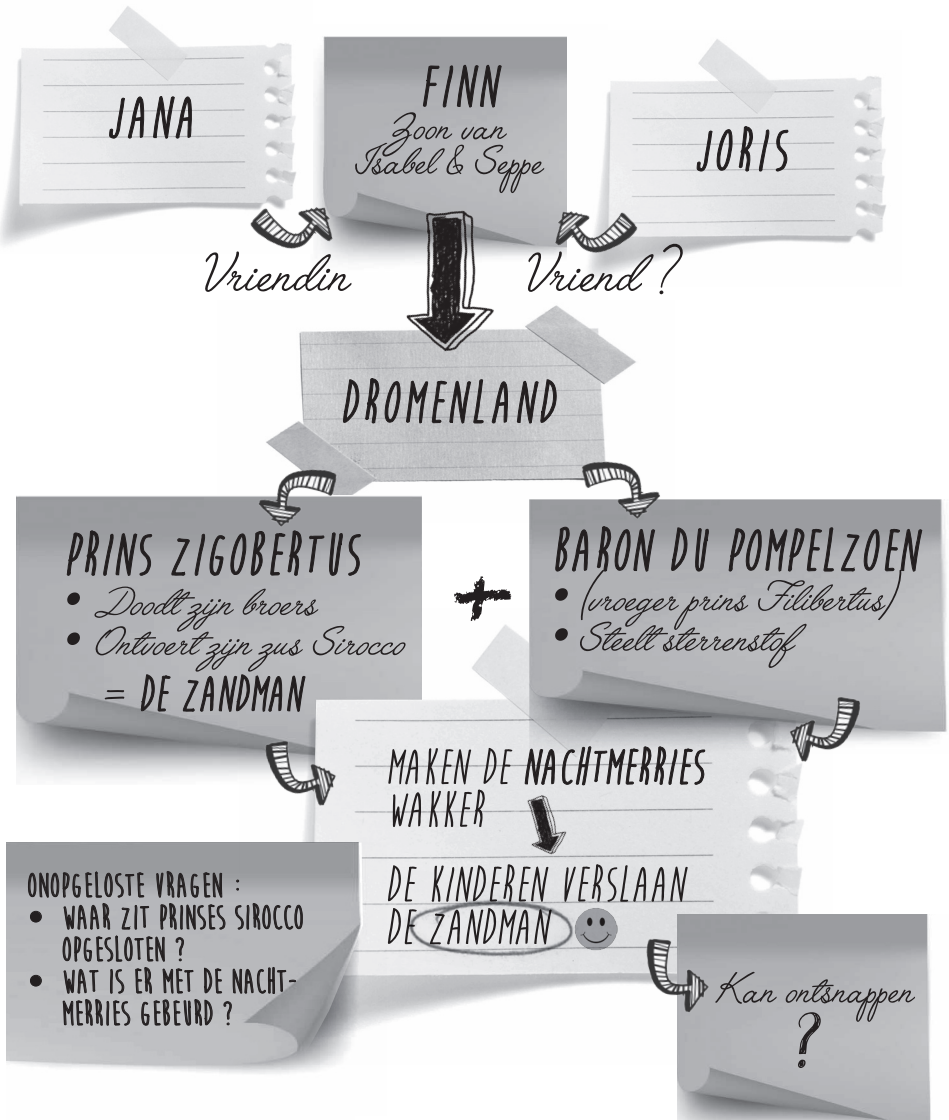 JANA
FINN
Zoon van
Isabel & Seppe
JORIS
Vriendin
Vriend ?
DROMENLAND
PRINS ZIGOBERTUS
• Doodt zijn broers
• Ontvoert zijn zus Sirocco
= DE ZANDMAN
+
BARON DU POMPELZOEN
• (vroeger prins Filibertus)
• Steelt sterrenstof
MAKEN DE NACHTMERRIES
WAKKER
DE KINDEREN VERSLAAN
DE ZANDMAN
ONOPGELOSTE VRAGEN :
• WAAR ZIT PRINSES SIROCCO
OPGESLOTEN ?
• WAT IS ER MET DE NACHT-
MERRIES GEBEURD ?
Kan ontsnappen
?